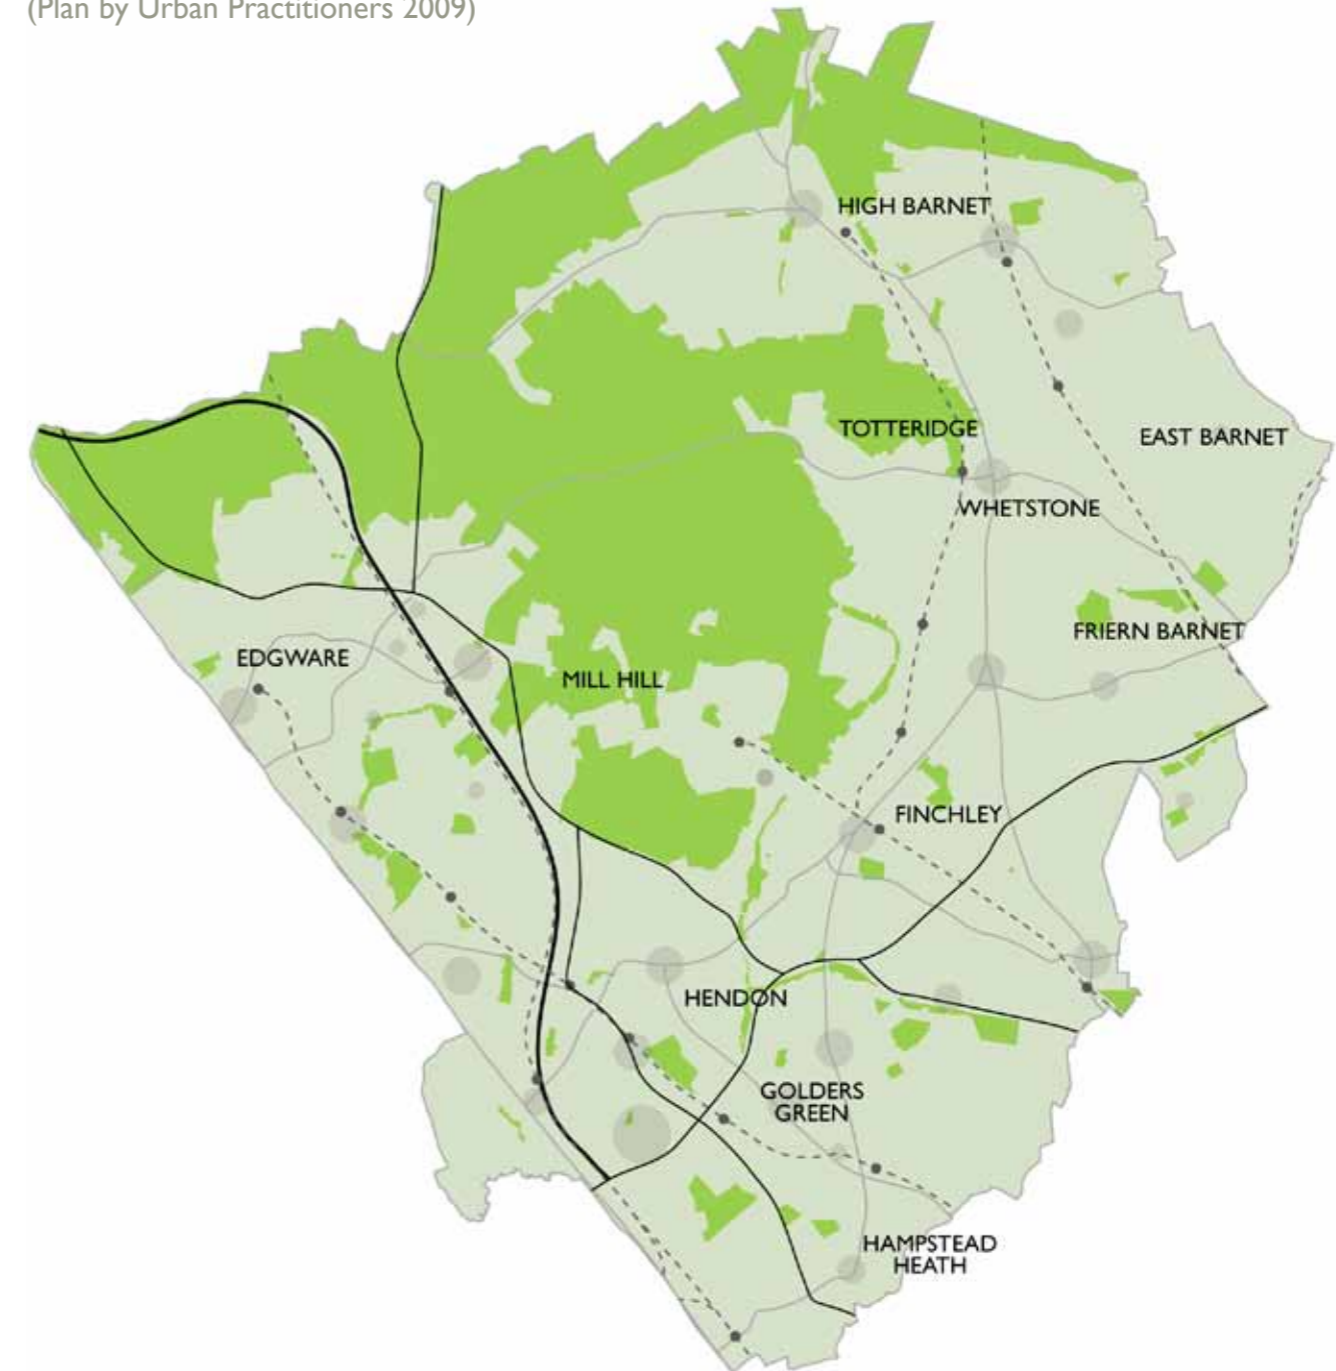 (Plan by Urban Practitioners 2009)
HIGH BARNET
TOTTERIDGE
EAST BARNET
WHETSTONE
FRIERN BARNET
EDGWARE
MILL HILL
FINCHLEY
HENDON
GOLDERS
GREEN
HAMPSTEAD
HEATH